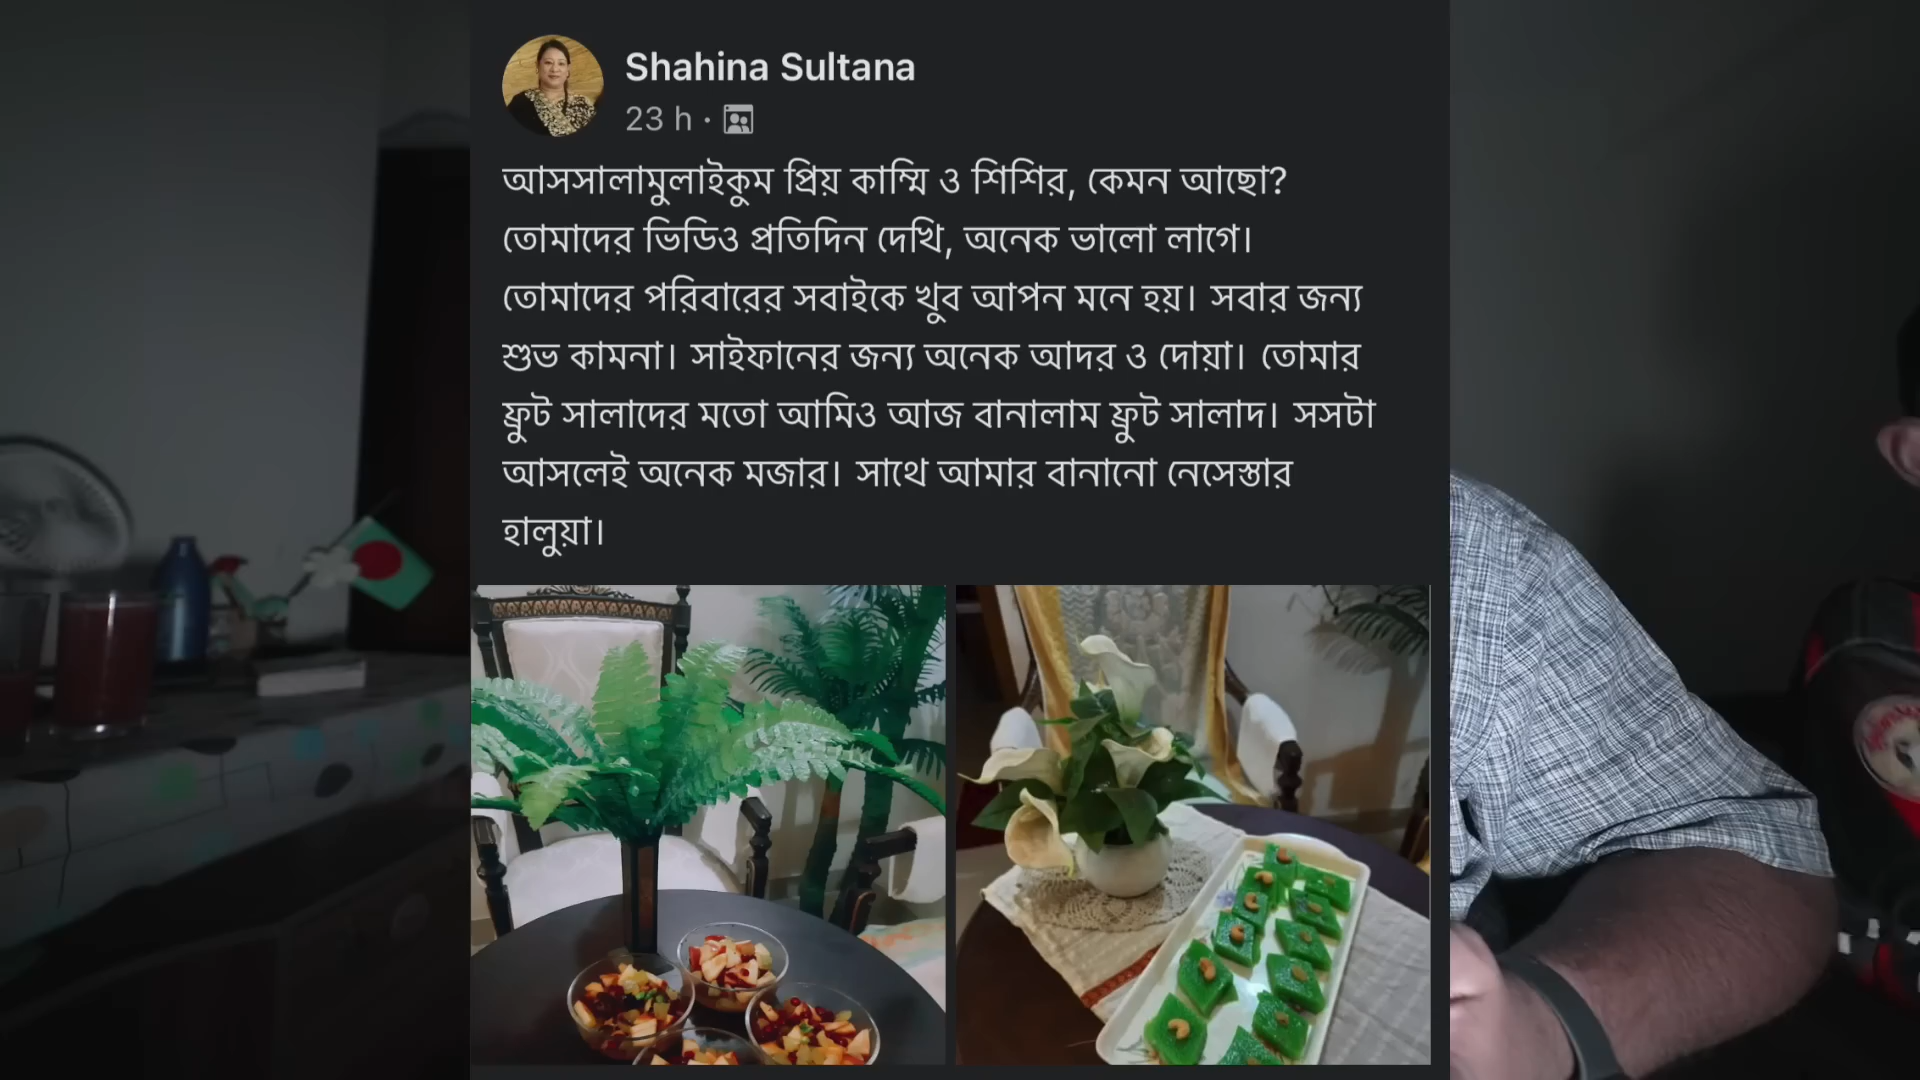 Shahina Sultana
23 h ·
আসসালামুলাইকুম প্রিয় কাম্মি ও শিশির, কেমন আছো?
তোমাদের ভিডিও প্রতিদিন দেখি, অনেক ভালো লাগে।
তোমাদের পরিবারের সবাইকে খুব আপন মনে হয়। সবার জন্য
শুভ কামনা। সাইফানের জন্য অনেক আদর ও দোয়া। তোমার
ফ্রুট সালাদের মতো আমিও আজ বানালাম ফ্রুট সালাদ। সসটা
আসলেই অনেক মজার। সাথে আমার বানানো নেসেস্তার
হালুয়া।